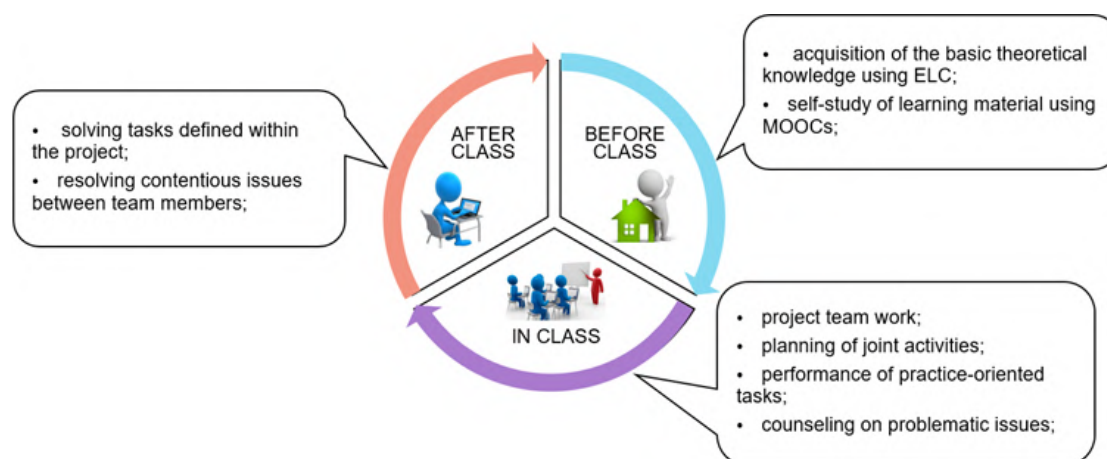 • acquisition of the basic theoretical
knowledge using ELC;
• self-study of learning material using
MOOCs;
AFTER
CLASS
BEFORE
CLASS
• solving tasks defined within
the project;
• resolving contentious issues
between team members;
IN CLASS
• project team work;
• planning of joint activities;
• performance of practice-oriented
tasks;
• counseling on problematic issues;